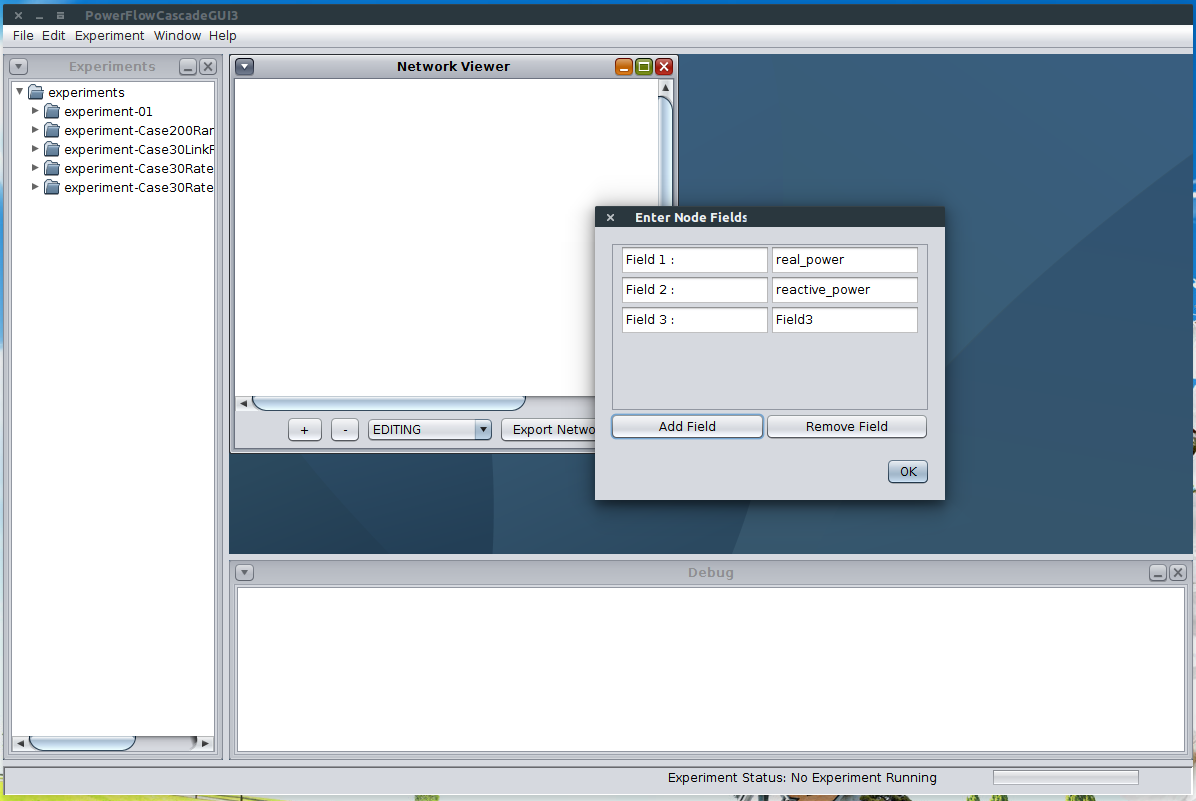 PowerFlowCascadeGUI3
File Edit Experiment Window Help
Experiments
experiments
experiment-01
experiment-Case200Rar
experiment-Case30LinkF
experiment-Case30Rate
experiment-Case30Rate
Network Viewer
+ - EDITING Export Netwo
Enter Node Fields
Field 1 : real_power
Field 2 : reactive_power
Field 3 : Field3
Add Field Remove Field
OK
Debug
Experiment Status: No Experiment Running